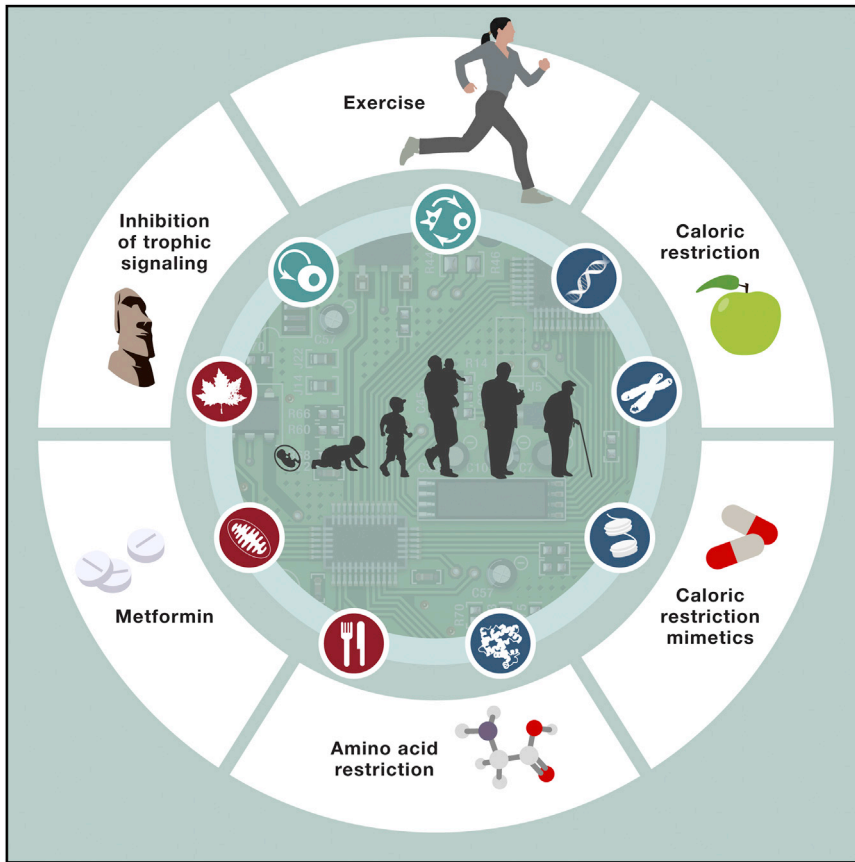 Exercise
Inhibition
of trophic
signaling
Caloric
restriction
Metformin
Caloric
restriction
mimetics
Amino acid
restriction